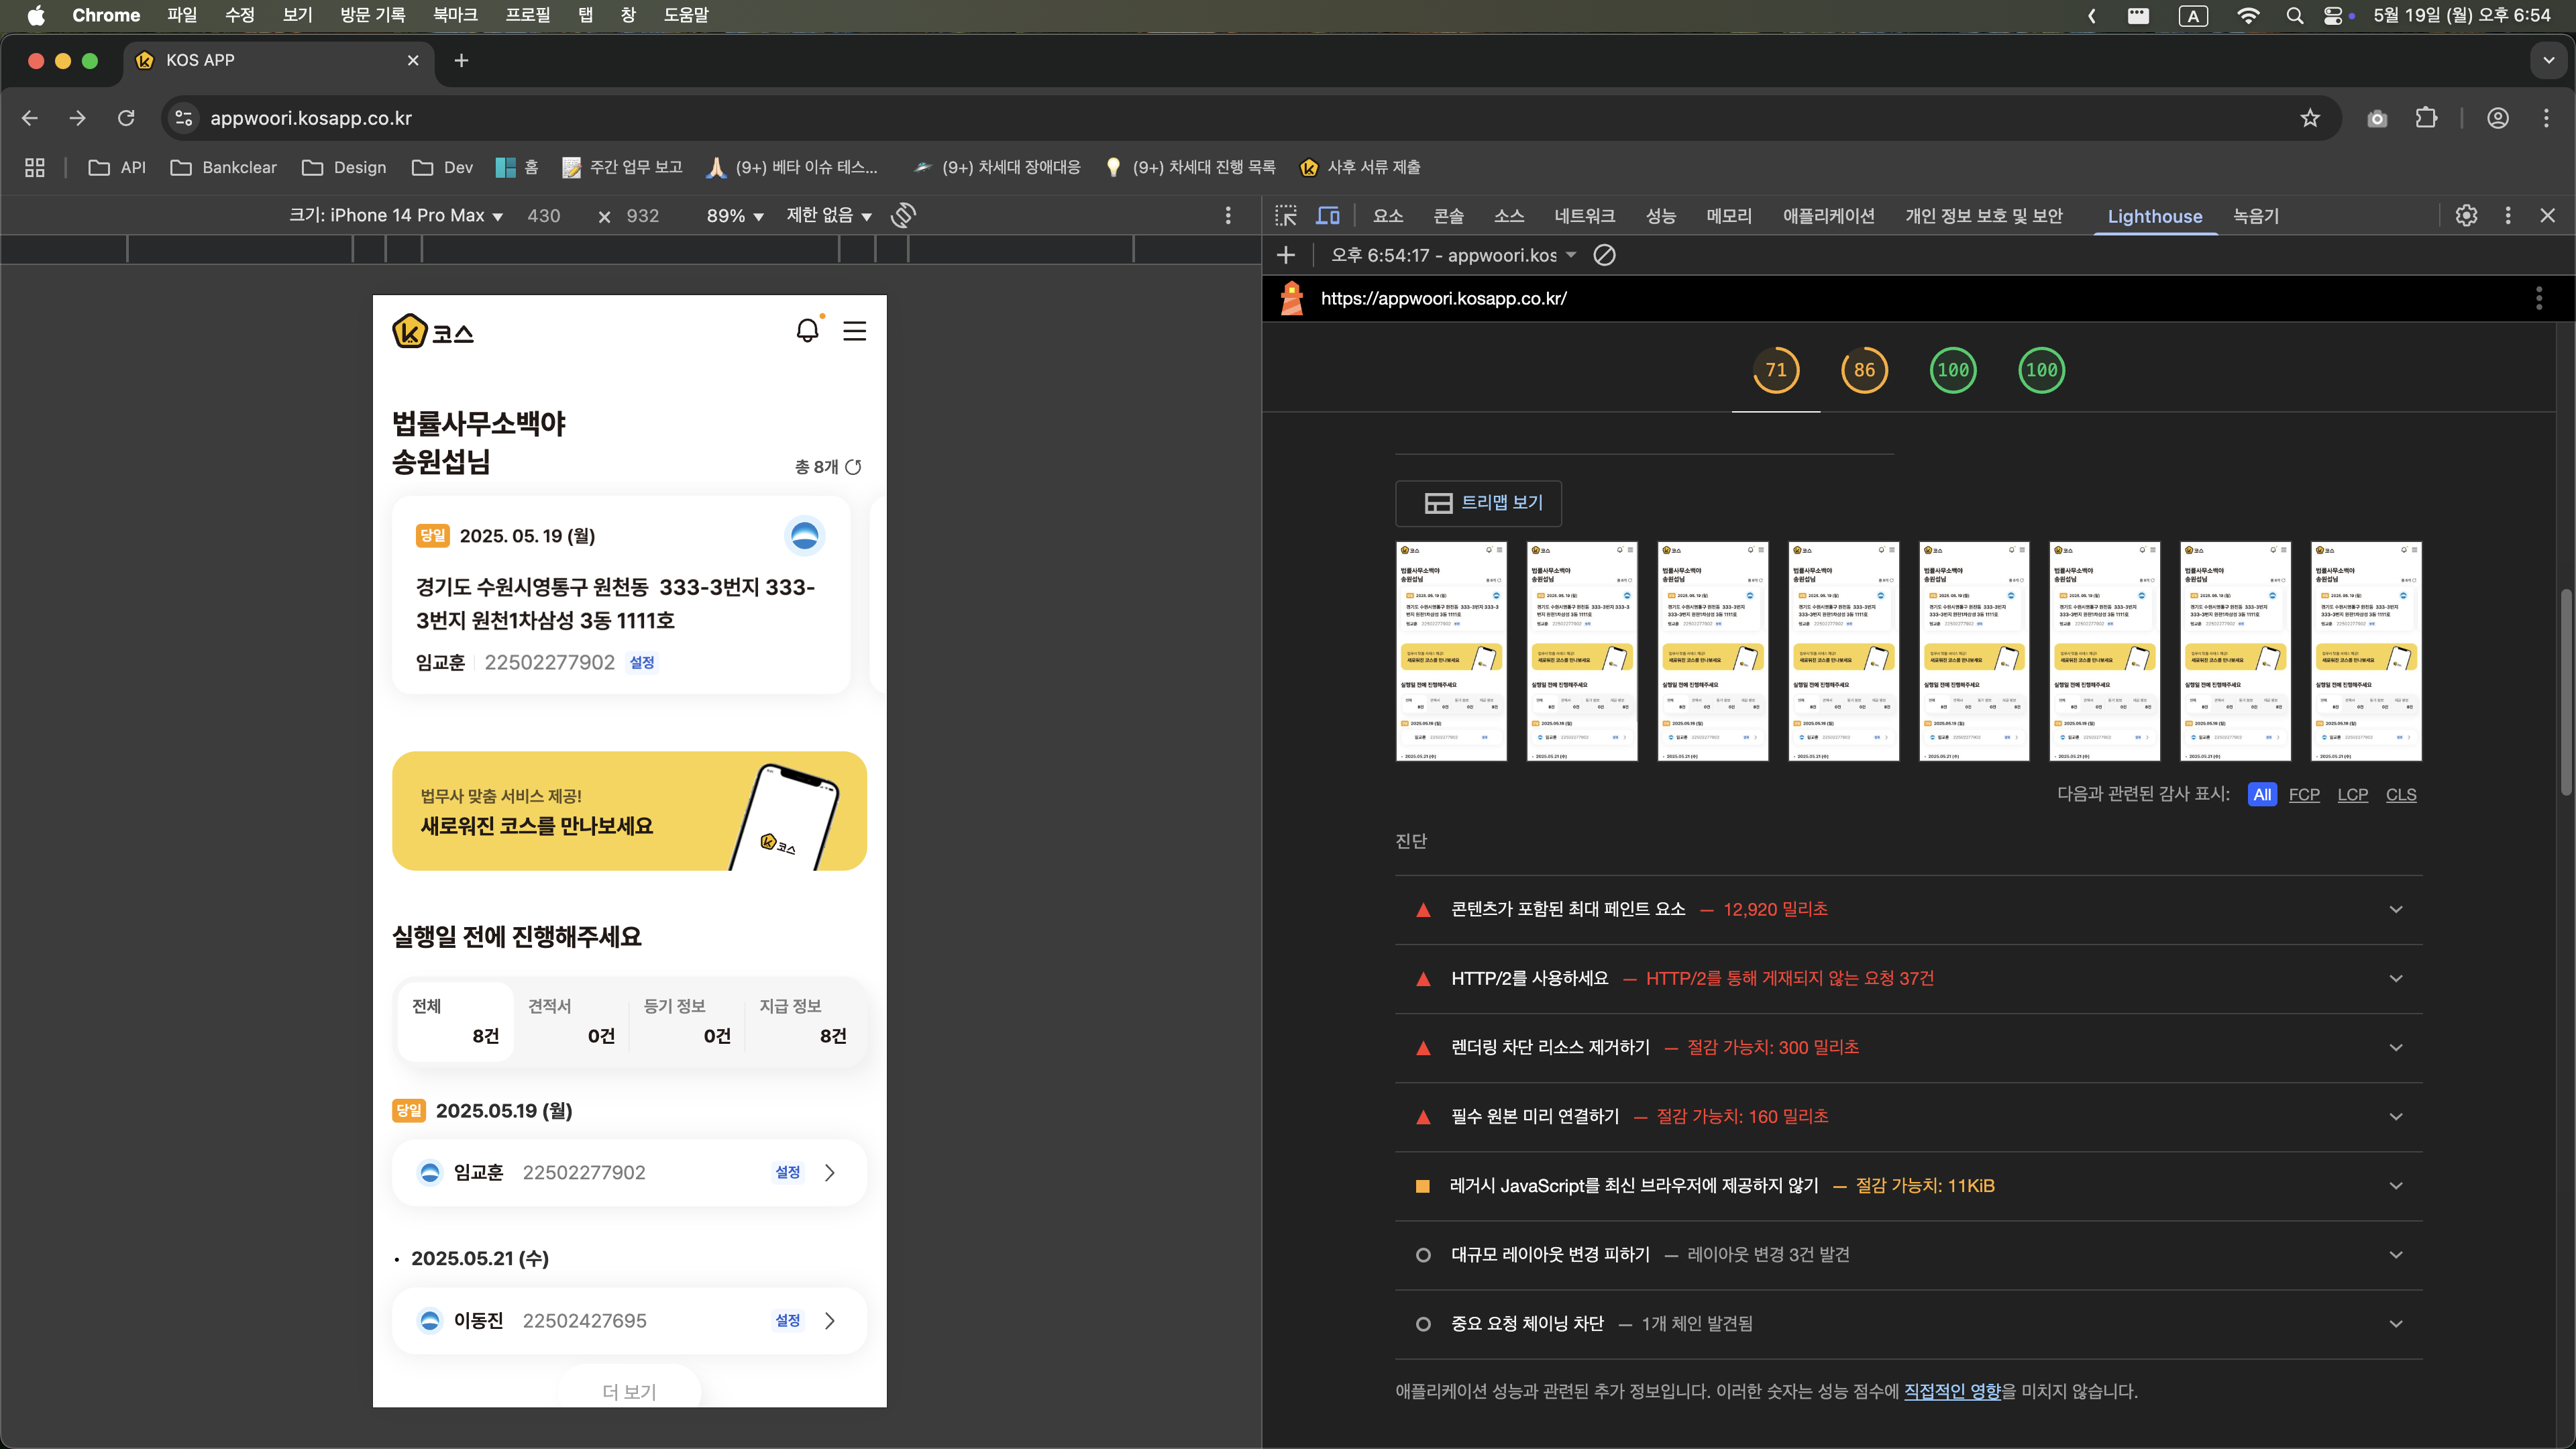 Chrome 파일 수정 보기 방문 기록 북마크 프로필 탭 창 도움말
A 5월 19일 (월) 오후 6:54
KOS APP
appwoori.kosapp.co.kr
API Bankclear Design Dev 홈 주간 업무 보고 (9+) 베타 이슈 테스... (9+) 차세대 장애대응 (9+) 차세대 진행 목록 사후 서류 제출
크기: iPhone 14 Pro Max 430 × 932 89% 제한 없음
요소 콘솔 소스 네트워크 성능 메모리 애플리케이션 개인 정보 보호 및 보안 Lighthouse 녹음기
오후 6:54:17 - appwoori.kos
https://appwoori.kosapp.co.kr/
71 86 100 100
코스
법률사무소백야
송원섭님
총 8개
당일 2025. 05. 19 (월)
경기도 수원시영통구 원천동 333-3번지 333-
3번지 원천1차삼성 3동 1111호
임교훈 22502277902 설정
법무사 맞춤 서비스 제공!
새로워진 코스를 만나보세요
코스
실행일 전에 진행해주세요
전체 견적서 등기 정보 지급 정보
8건 0건 0건 8건
당일 2025.05.19 (월)
임교훈 22502277902 설정
• 2025.05.21 (수)
이동진 22502427695 설정
더 보기
트리맵 보기
다음과 관련된 감사 표시: All FCP LCP CLS
진단
콘텐츠가 포함된 최대 페인트 요소 — 12,920 밀리초
HTTP/2를 사용하세요 — HTTP/2를 통해 게재되지 않는 요청 37건
렌더링 차단 리소스 제거하기 — 절감 가능치: 300 밀리초
필수 원본 미리 연결하기 — 절감 가능치: 160 밀리초
레거시 JavaScript를 최신 브라우저에 제공하지 않기 — 절감 가능치: 11KiB
대규모 레이아웃 변경 피하기 — 레이아웃 변경 3건 발견
중요 요청 체이닝 차단 — 1개 체인 발견됨
애플리케이션 성능과 관련된 추가 정보입니다. 이러한 숫자는 성능 점수에 직접적인 영향을 미치지 않습니다.